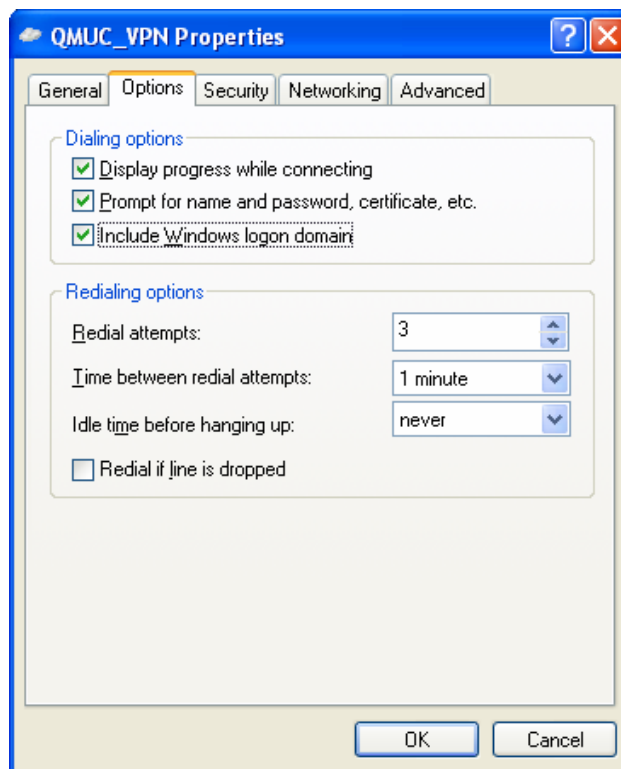 QMUC_VPN Properties
General Options Security Networking Advanced
Dialing options
Display progress while connecting
Prompt for name and password, certificate, etc.
Include Windows logon domain
Redialing options
Redial attempts: 3
Time between redial attempts: 1 minute
Idle time before hanging up: never
Redial if line is dropped
OK Cancel